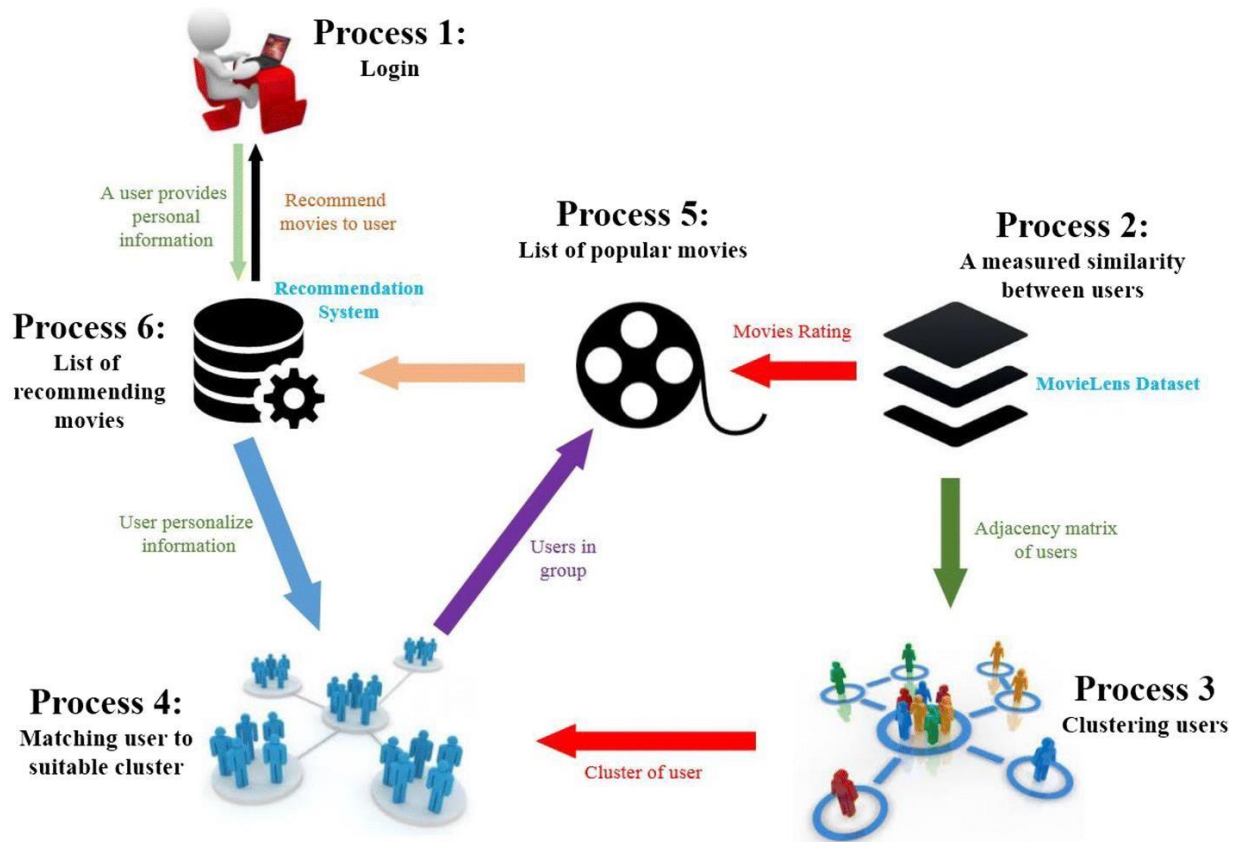 Process 1:
Login
A user provides
personal
information
Recommend
movies to user
Process 5:
List of popular movies
Process 2:
A measured similarity
between users
Recommendation
System
Process 6:
List of
recommending
movies
Movies Rating
MovieLens Dataset
User personalize
information
Users in
group
Adjacency matrix
of users
Process 4:
Matching user to
suitable cluster
Cluster of user
Process 3
Clustering users